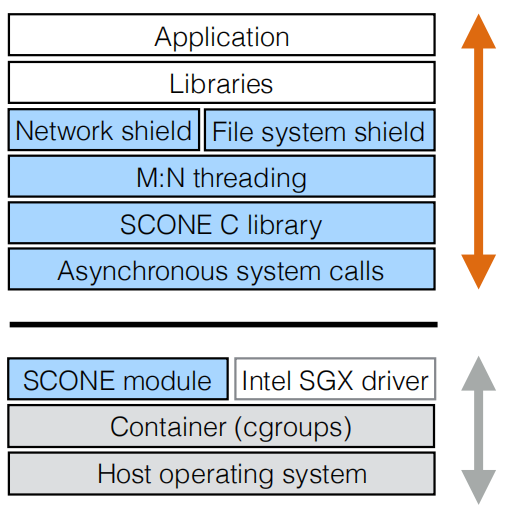 Application
Libraries
Network shield File system shield
M:N threading
SCONE C library
Asynchronous system calls
SCONE module Intel SGX driver
Container (cgroups)
Host operating system